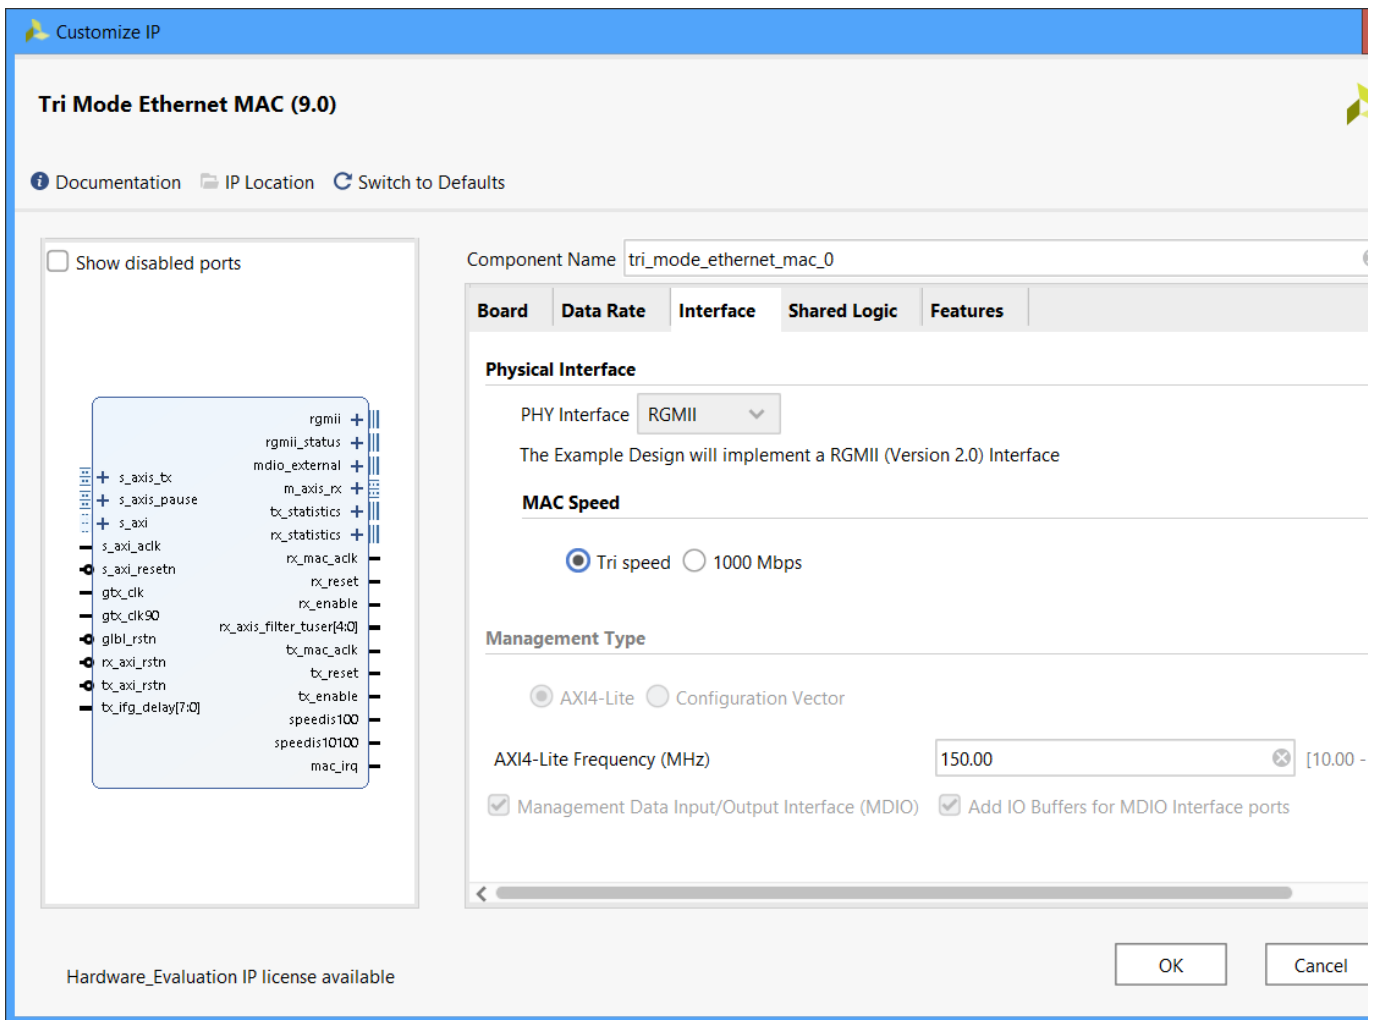 Customize IP
Tri Mode Ethernet MAC (9.0)
Documentation IP Location Switch to Defaults
Show disabled ports
rgmii
rgmii_status
mdio_external
m_axis_rx
tx_statistics
rx_statistics
rx_mac_aclk
rx_reset
rx_enable
rx_axis_filter_tuser[4:0]
tx_mac_aclk
tx_reset
tx_enable
speedis100
speedis10100
mac_irq
s_axis_tx
s_axis_pause
s_axi
s_axi_aclk
s_axi_resetn
gtx_clk
gtx_clk90
glbl_rstn
rx_axi_rstn
tx_axi_rstn
tx_ifg_delay[7:0]
Component Name tri_mode_ethernet_mac_0
Board Data Rate Interface Shared Logic Features
Physical Interface
PHY Interface RGMII
The Example Design will implement a RGMII (Version 2.0) Interface
MAC Speed
Tri speed 1000 Mbps
Management Type
AXI4-Lite Configuration Vector
AXI4-Lite Frequency (MHz) 150.00 [10.00 -
Management Data Input/Output Interface (MDIO) Add IO Buffers for MDIO Interface ports
Hardware_Evaluation IP license available
OK Cancel